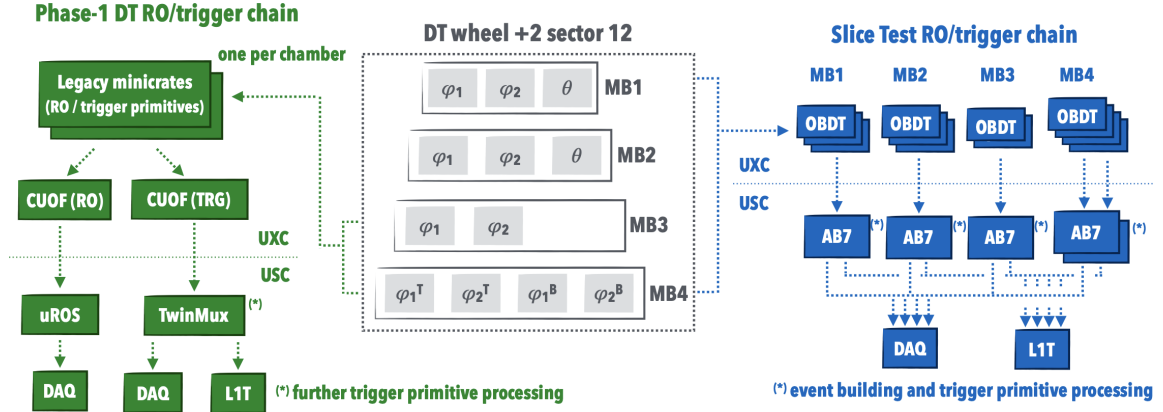 Phase-1 DT RO/trigger chain
one per chamber
Legacy minicrates
(RO / trigger primitives)
CUOF (RO)
CUOF (TRG)
UXC
USC
uROS
TwinMux
(*)
DAQ
DAQ
L1T
(*) further trigger primitive processing
DT wheel +2 sector 12
φ1
φ2
θ
MB1
φ1
φ2
θ
MB2
φ1
φ2
MB3
φ1T
φ2T
φ1B
φ2B
MB4
Slice Test RO/trigger chain
MB1
MB2
MB3
MB4
OBDT
OBDT
OBDT
OBDT
UXC
USC
AB7
(*)
AB7
(*)
AB7
(*)
AB7
(*)
DAQ
L1T
(*) event building and trigger primitive processing